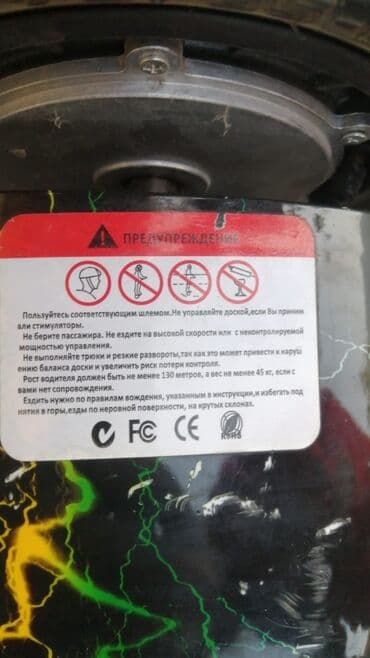 ПРЕДУПРЕЖДЕНИЕ
Пользуйтесь соответствующим шлемом.Не управляйте доской,если Вы приним
али стимуляторы.
Не берите пассажира. Не ездите на высокой скорости или с неконтролируемой
мощностью управления.
Не выполняйте трюки и резкие развороты,так как это может привести к наруш
ению баланса доски и увеличить риск потери контроля.
Рост водителя должен быть не менее 130 метров, а вес не менее 45 кг, если с
вами нет сопровождения.
Ездить нужно по правилам вождения, указанным в инструкции,и избегать под
нятия в горы,езды по неровной поверхности, на крутых склонах.
FC CE RoHS